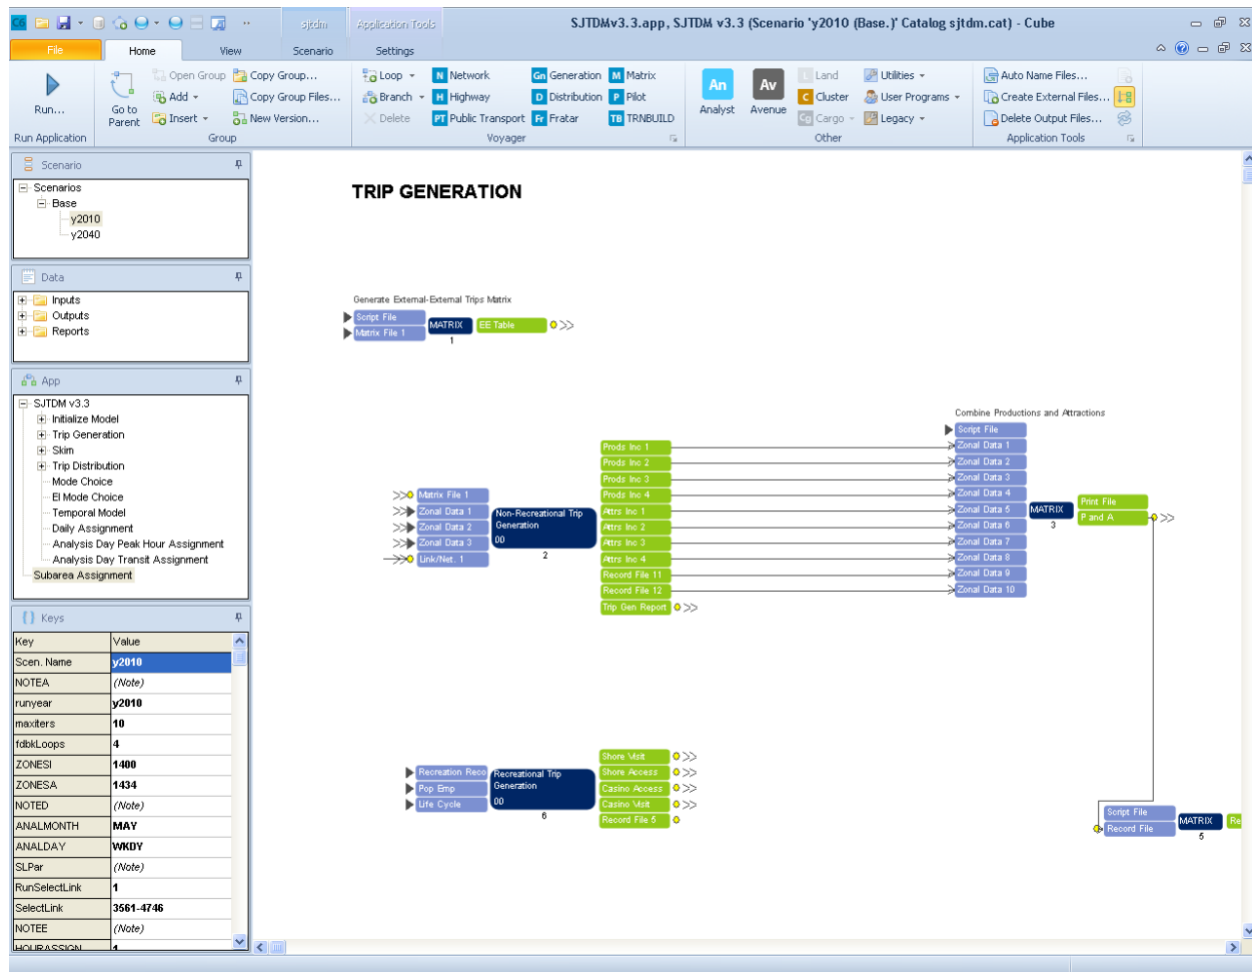 SJTDMv3.3.app, SJTDM v3.3 (Scenario 'y2010 (Base.)' Catalog sjtdm.cat) - Cube
sjtdm
Application Tools
File
Home
View
Scenario
Settings
Run...
Run Application
Go to Parent
Open Group
Add
Insert
Copy Group...
Copy Group Files...
New Version...
Group
Loop
Branch
Delete
N Network
H Highway
PT Public Transport
Gn Generation
D Distribution
Fr Fratar
M Matrix
P Pilot
TB TRNBUILD
Voyager
An
Analyst
Av
Avenue
L Land
C Cluster
Cg Cargo
Utilities
User Programs
Legacy
Other
Auto Name Files...
Create External Files...
Delete Output Files...
Application Tools
Scenario
Scenarios
Base
y2010
y2040
Data
Inputs
Outputs
Reports
App
SJTDM v3.3
Initialize Model
Trip Generation
Skim
Trip Distribution
Mode Choice
EI Mode Choice
Temporal Model
Daily Assignment
Analysis Day Peak Hour Assignment
Analysis Day Transit Assignment
Subarea Assignment
Keys
Key Value
Scen. Name y2010
NOTEA (Note)
runyear y2010
maxiters 10
fdbkLoops 4
ZONESI 1400
ZONESA 1434
NOTED (Note)
ANALMONTH MAY
ANALDAY WKDY
SLPar (Note)
RunSelectLink 1
SelectLink 3561-4746
NOTEE (Note)
HOURASSIGN 1
TRIP GENERATION
Generate External-External Trips Matrix
Script File
Matrix File 1
MATRIX
EE Table
1
Matrix File 1
Zonal Data 1
Zonal Data 2
Zonal Data 3
Link/Net. 1
Non-Recreational Trip
Generation
00
2
Prods Inc 1
Prods Inc 2
Prods Inc 3
Prods Inc 4
Attrs Inc 1
Attrs Inc 2
Attrs Inc 3
Attrs Inc 4
Record File 11
Record File 12
Trip Gen Report
Combine Productions and Attractions
Script File
Zonal Data 1
Zonal Data 2
Zonal Data 3
Zonal Data 4
Zonal Data 5
Zonal Data 6
Zonal Data 7
Zonal Data 8
Zonal Data 9
Zonal Data 10
MATRIX
3
Print File
P and A
Recreation Reco
Pop Emp
Life Cycle
Recreational Trip
Generation
00
6
Shore Visit
Shore Access
Casino Access
Casino Visit
Record File 5
Script File
Record File
MATRIX
5
Re